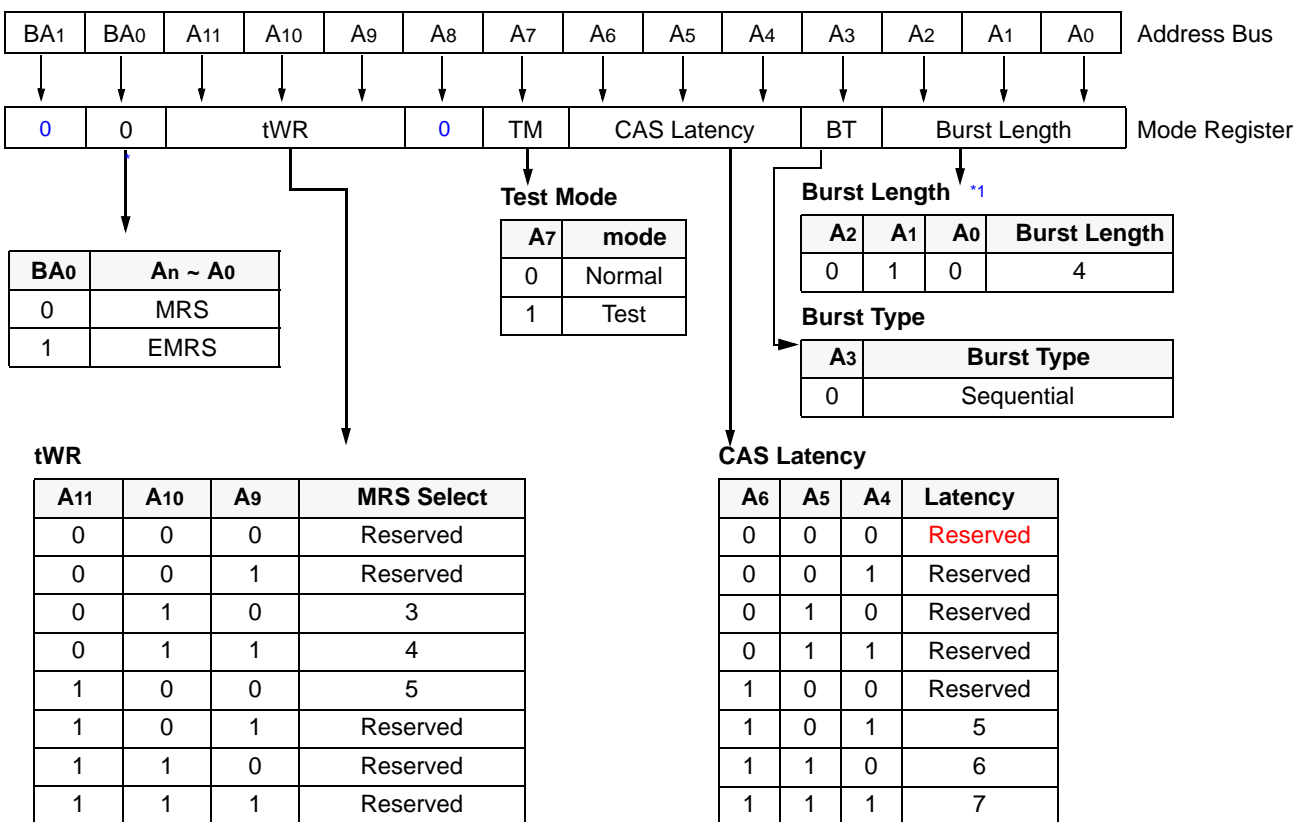 BA1 BA0 A11 A10 A9 A8 A7 A6 A5 A4 A3 A2 A1 A0 Address Bus
0 0 tWR 0 TM CAS Latency BT Burst Length Mode Register
*
BA0 An ~ A0
0 MRS
1 EMRS
Test Mode
A7 mode
0 Normal
1 Test
Burst Length *1
A2 A1 A0 Burst Length
0 1 0 4
Burst Type
A3 Burst Type
0 Sequential
tWR
A11 A10 A9 MRS Select
0 0 0 Reserved
0 0 1 Reserved
0 1 0 3
0 1 1 4
1 0 0 5
1 0 1 Reserved
1 1 0 Reserved
1 1 1 Reserved
CAS Latency
A6 A5 A4 Latency
0 0 0 Reserved
0 0 1 Reserved
0 1 0 Reserved
0 1 1 Reserved
1 0 0 Reserved
1 0 1 5
1 1 0 6
1 1 1 7